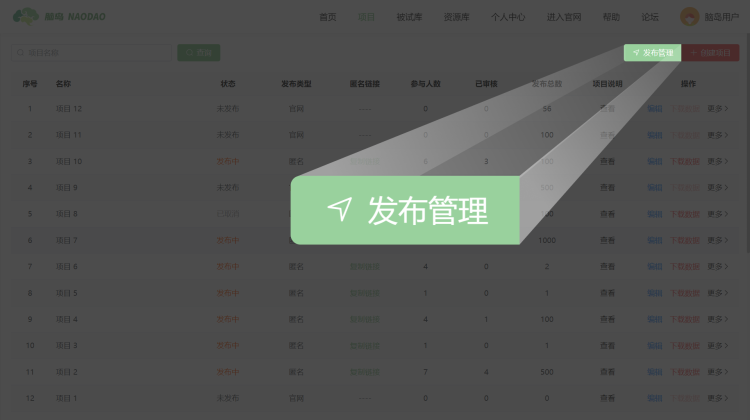 脑岛 NAODAO 首页 项目 被试库 资源库 个人中心 进入官网 帮助 论坛 脑岛用户
项目名称 查询 发布管理 创建项目
序号 名称 状态 发布类型 匿名链接 参与人数 已审核 发布总数 项目说明 操作
1 项目 12 未发布 官网 ---- 0 0 查看 编辑 下载数据 更多
2 项目 11 未发布 官网 ---- 0 100 查看 编辑 下载数据 更多
3 项目 10 发布中 匿名 3 查看 编辑 下载数据 更多
4 项目 9 未发布 编辑 下载数据 更多
5 项目 8 查看 编辑 下载数据 更多
发布管理
6 项目 7 发布中 1000 查看 编辑 下载数据 更多
7 项目 6 发布中 匿名 复制链接 4 0 2 查看 编辑 下载数据 更多
8 项目 5 发布中 匿名 复制链接 1 0 1 查看 编辑 下载数据 更多
9 项目 4 发布中 匿名 复制链接 4 1 100 查看 编辑 下载数据 更多
10 项目 3 发布中 匿名 复制链接 1 0 1 查看 编辑 下载数据 更多
11 项目 2 发布中 匿名 复制链接 7 4 500 查看 编辑 下载数据 更多
12 项目 1 未发布 官网 ---- 0 0 0 查看 编辑 下载数据 更多